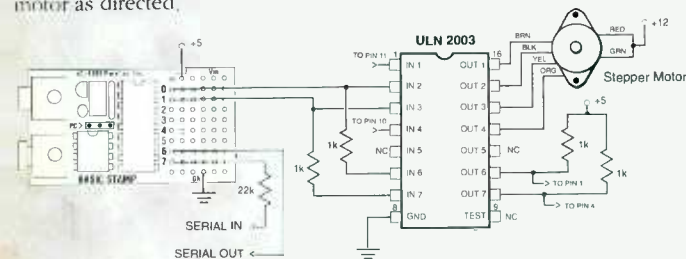 motor as directed.
+5
Vin
0
1
2
3
4
5
6
7
PC>
BASIC STAMP
22k
SERIAL IN
SERIAL OUT <
ULN 2003
TO PIN 11
1
16
IN 1
OUT 1
IN 2
OUT 2
IN 3
OUT 3
TO PIN 10
IN 4
OUT 4
NC
IN 5
OUT 5
NC
1k
IN 6
OUT 6
1k
IN 7
OUT 7
8
9
GND
TEST
NC
BRN
BLK
YEL
ORG
RED
GRN
+12
Stepper Motor
+5
1k
1k
> TO PIN 1
> TO PIN 4